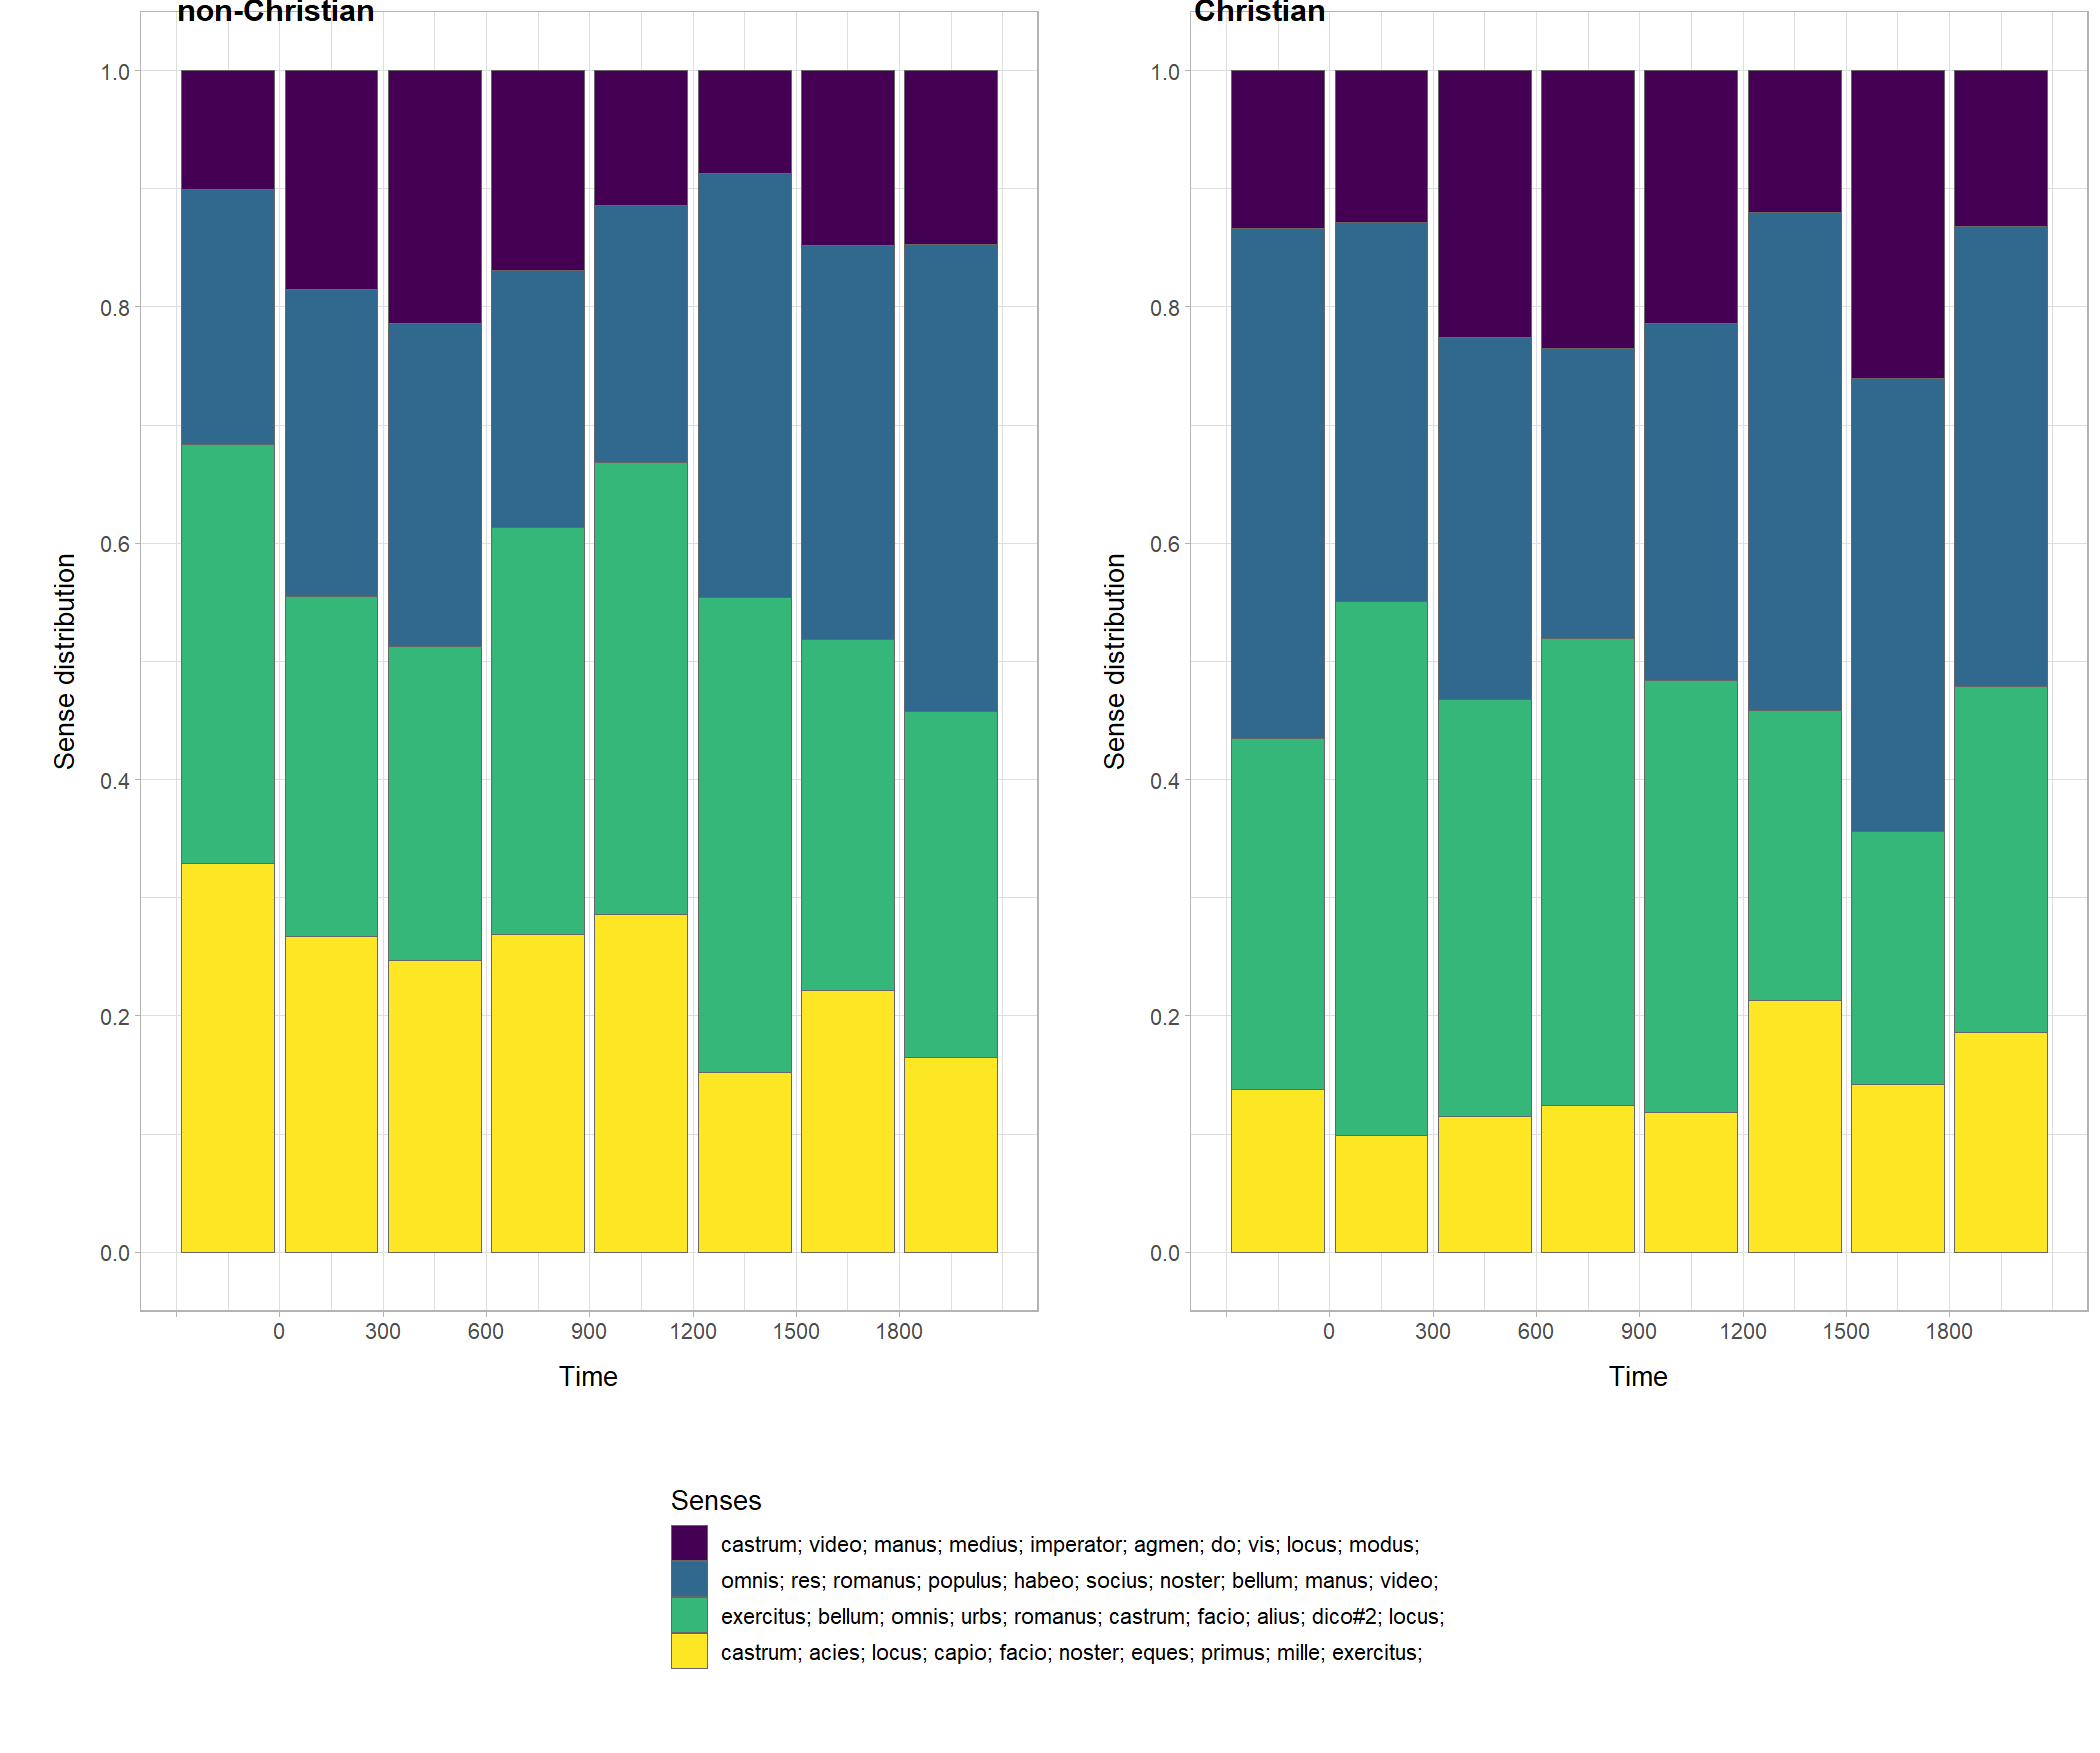 non-Christian
1.0
0.8
0.6
0.4
0.2
0.0
Sense distribution
0 300 600 900 1200 1500 1800
Time
Christian
1.0
0.8
0.6
0.4
0.2
0.0
Sense distribution
0 300 600 900 1200 1500 1800
Time
Senses
castrum; video; manus; medius; imperator; agmen; do; vis; locus; modus;
omnis; res; romanus; populus; habeo; socius; noster; bellum; manus; video;
exercitus; bellum; omnis; urbs; romanus; castrum; facio; alius; dico#2; locus;
castrum; acies; locus; capio; facio; noster; eques; primus; mille; exercitus;